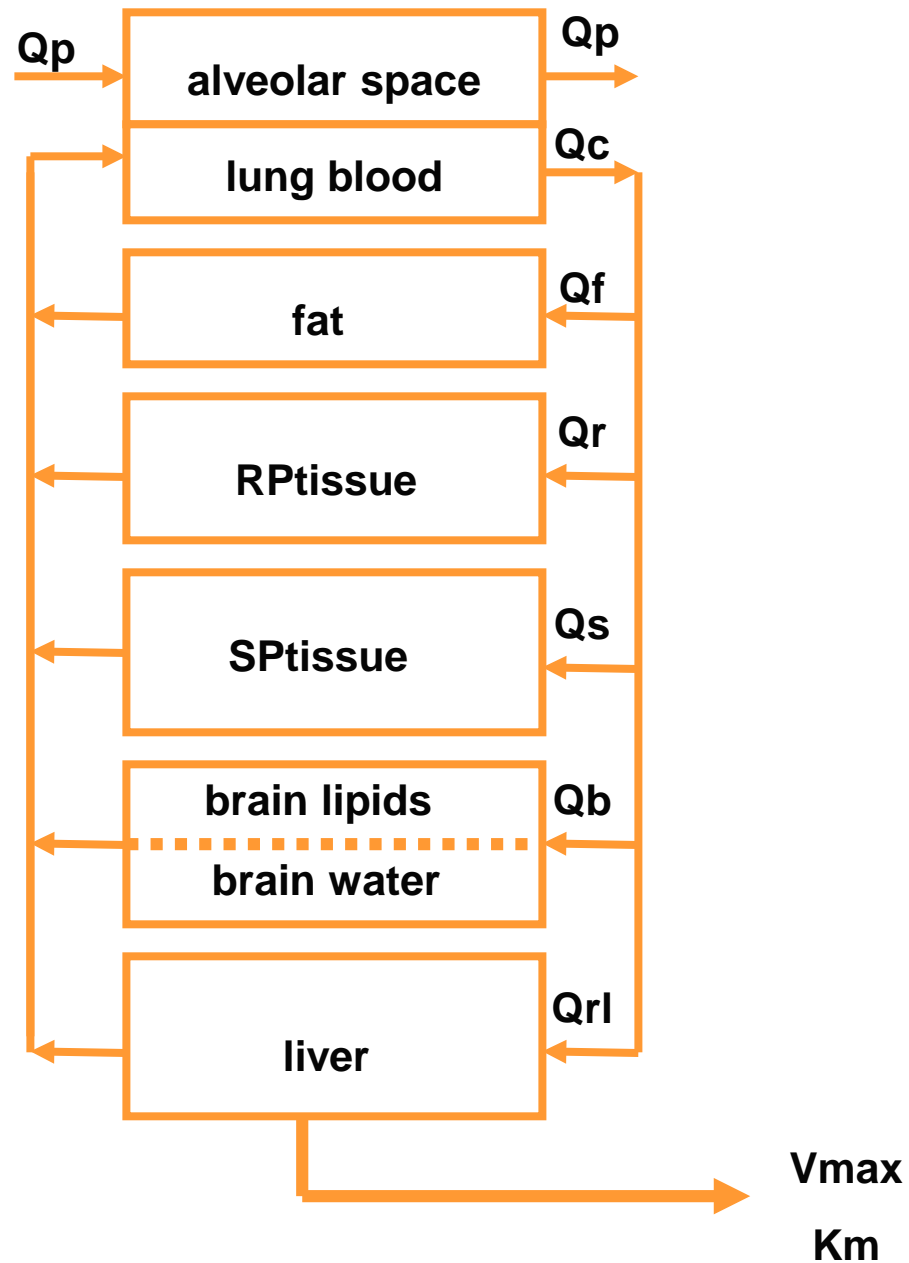 Qp
Qp
alveolar space
Qc
lung blood
Qf
fat
Qr
RPtissue
Qs
SPtissue
brain lipids
Qb
brain water
Qrl
liver
Vmax
Km